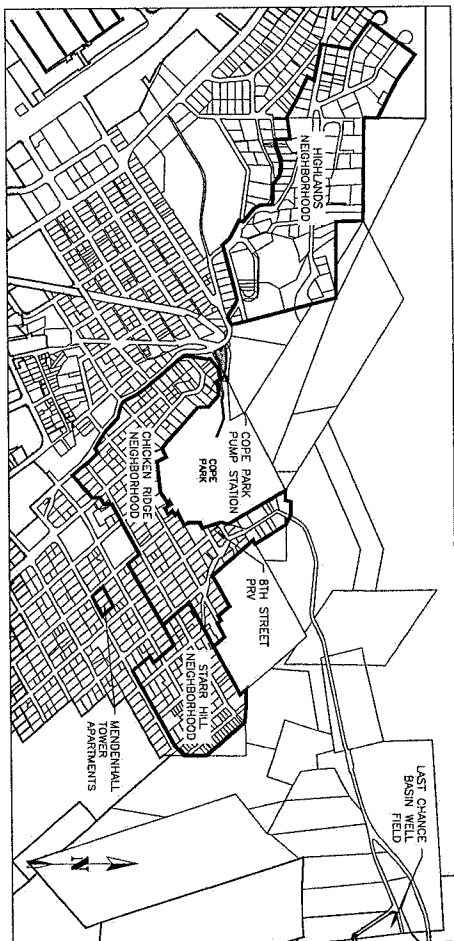 HIGHLANDS
NEIGHBORHOOD
COPE PARK
PUMP STATION
COPE
PARK
CHICKEN RIDGE
NEIGHBORHOOD
8TH STREET
PRV
STARR HILL
NEIGHBORHOOD
MENDENHALL
TOWER
APARTMENTS
LAST CHANCE
BASIN WELL
FIELD
N